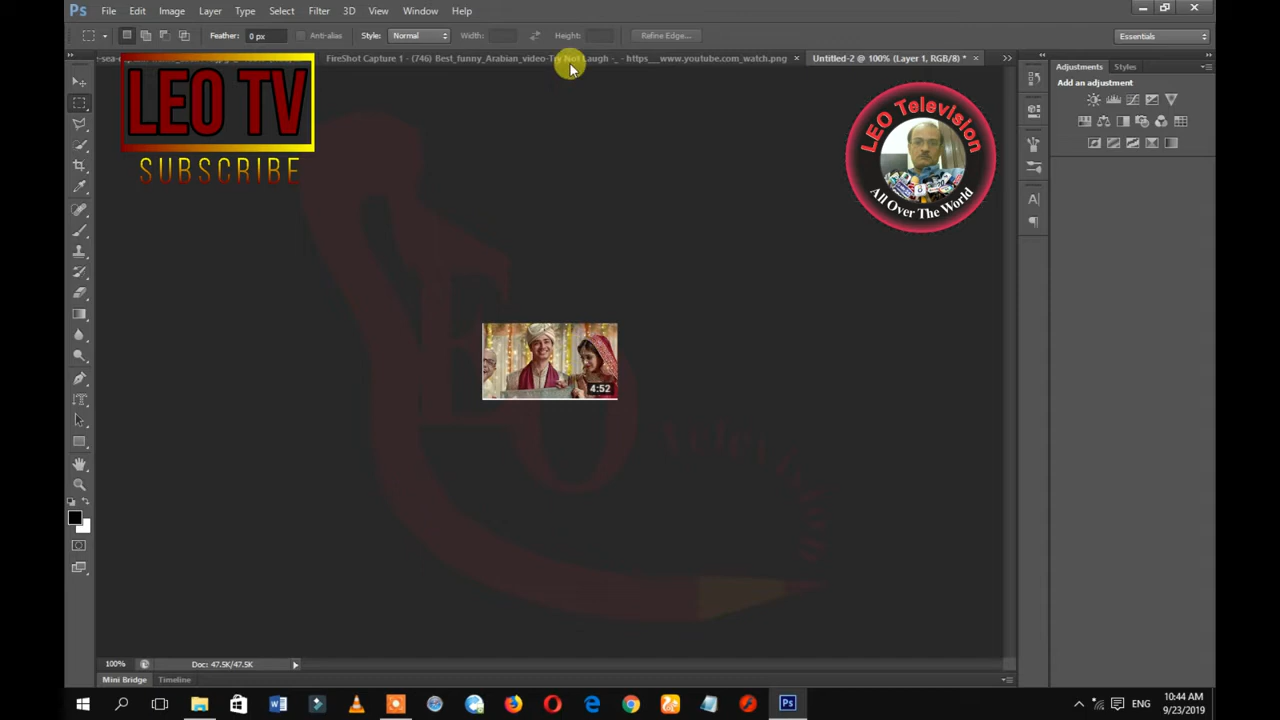 Ps File Edit Image Layer Type Select Filter 3D View Window Help
Feather: 0 px Anti-alias Style: Normal Width: Height: Refine Edge... Essentials
FireShot Capture 1 - (746) Best_funny_Arabian_video-Try Not Laugh -_ - https___www.youtube.com_watch.png × Untitled-2 @ 100% (Layer 1, RGB/8) * ×
Adjustments Styles
Add an adjustment
LEO TV
SUBSCRIBE
LEO Television
All Over The World
LEO
Television
4:52
100% Doc: 47.5K/47.5K
Mini Bridge Timeline
ENG
10:44 AM
9/23/2019